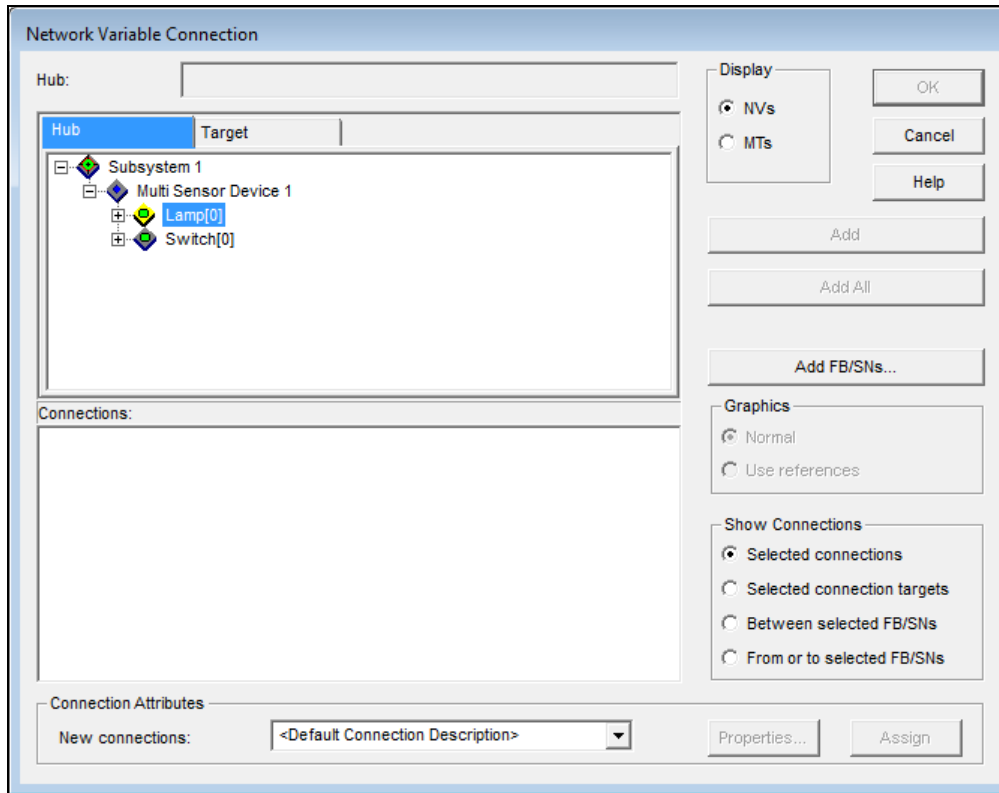 Network Variable Connection
Hub:
Hub
Target
Subsystem 1
Multi Sensor Device 1
Lamp[0]
Switch[0]
Connections:
Display
NVs
MTs
OK
Cancel
Help
Add
Add All
Add FB/SNs...
Graphics
Normal
Use references
Show Connections
Selected connections
Selected connection targets
Between selected FB/SNs
From or to selected FB/SNs
Connection Attributes
New connections:
<Default Connection Description>
Properties...
Assign